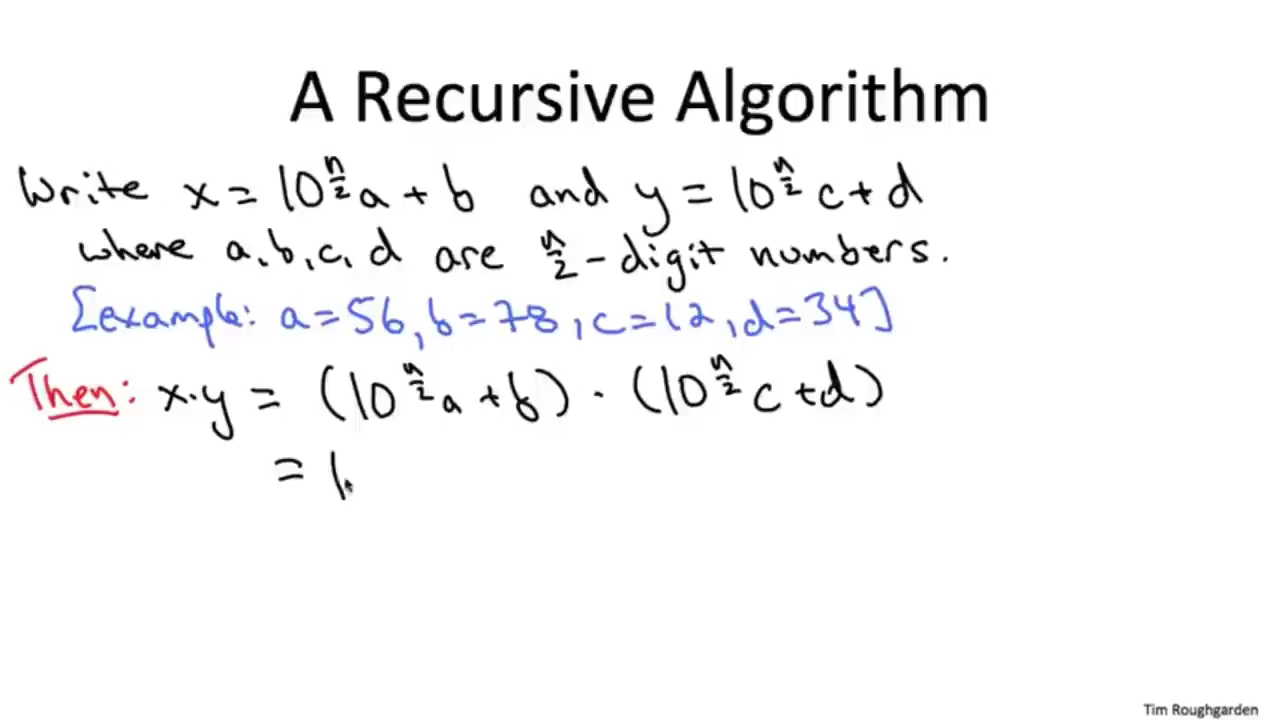 A Recursive Algorithm
Write x = 10^(n/2) a + b and y = 10^(n/2) c + d
where a, b, c, d are n/2 - digit numbers.
[example: a = 56, b = 78, c = 12, d = 34]
Then: x·y = (10^(n/2) a + b) · (10^(n/2) c + d)
= 1
Tim Roughgarden